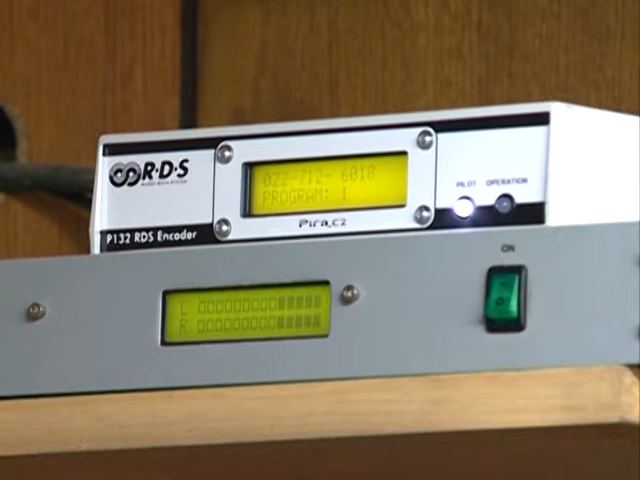 R·D·S
022-712- 6018
PROGRAM: 1
PILOT OPERATION
Pira.cz
P132 RDS Encoder
ON
L
R